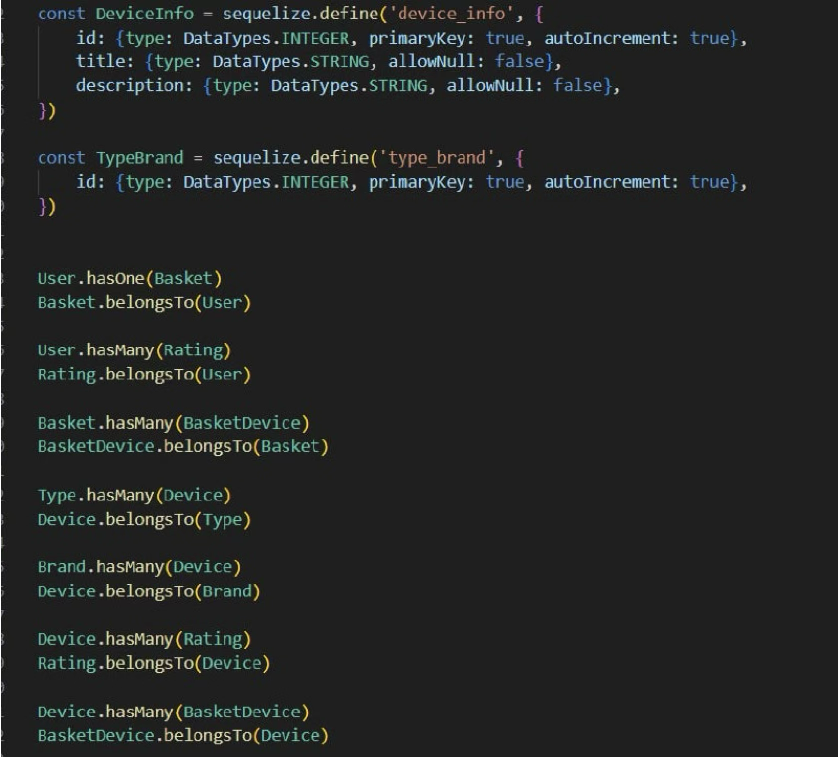 const DeviceInfo = sequelize.define('device_info', {
id: {type: DataTypes.INTEGER, primaryKey: true, autoIncrement: true},
title: {type: DataTypes.STRING, allowNull: false},
description: {type: DataTypes.STRING, allowNull: false},
})
const TypeBrand = sequelize.define('type_brand', {
id: {type: DataTypes.INTEGER, primaryKey: true, autoIncrement: true},
})
User.hasOne(Basket)
Basket.belongsTo(User)
User.hasMany(Rating)
Rating.belongsTo(User)
Basket.hasMany(BasketDevice)
BasketDevice.belongsTo(Basket)
Type.hasMany(Device)
Device.belongsTo(Type)
Brand.hasMany(Device)
Device.belongsTo(Brand)
Device.hasMany(Rating)
Rating.belongsTo(Device)
Device.hasMany(BasketDevice)
BasketDevice.belongsTo(Device)